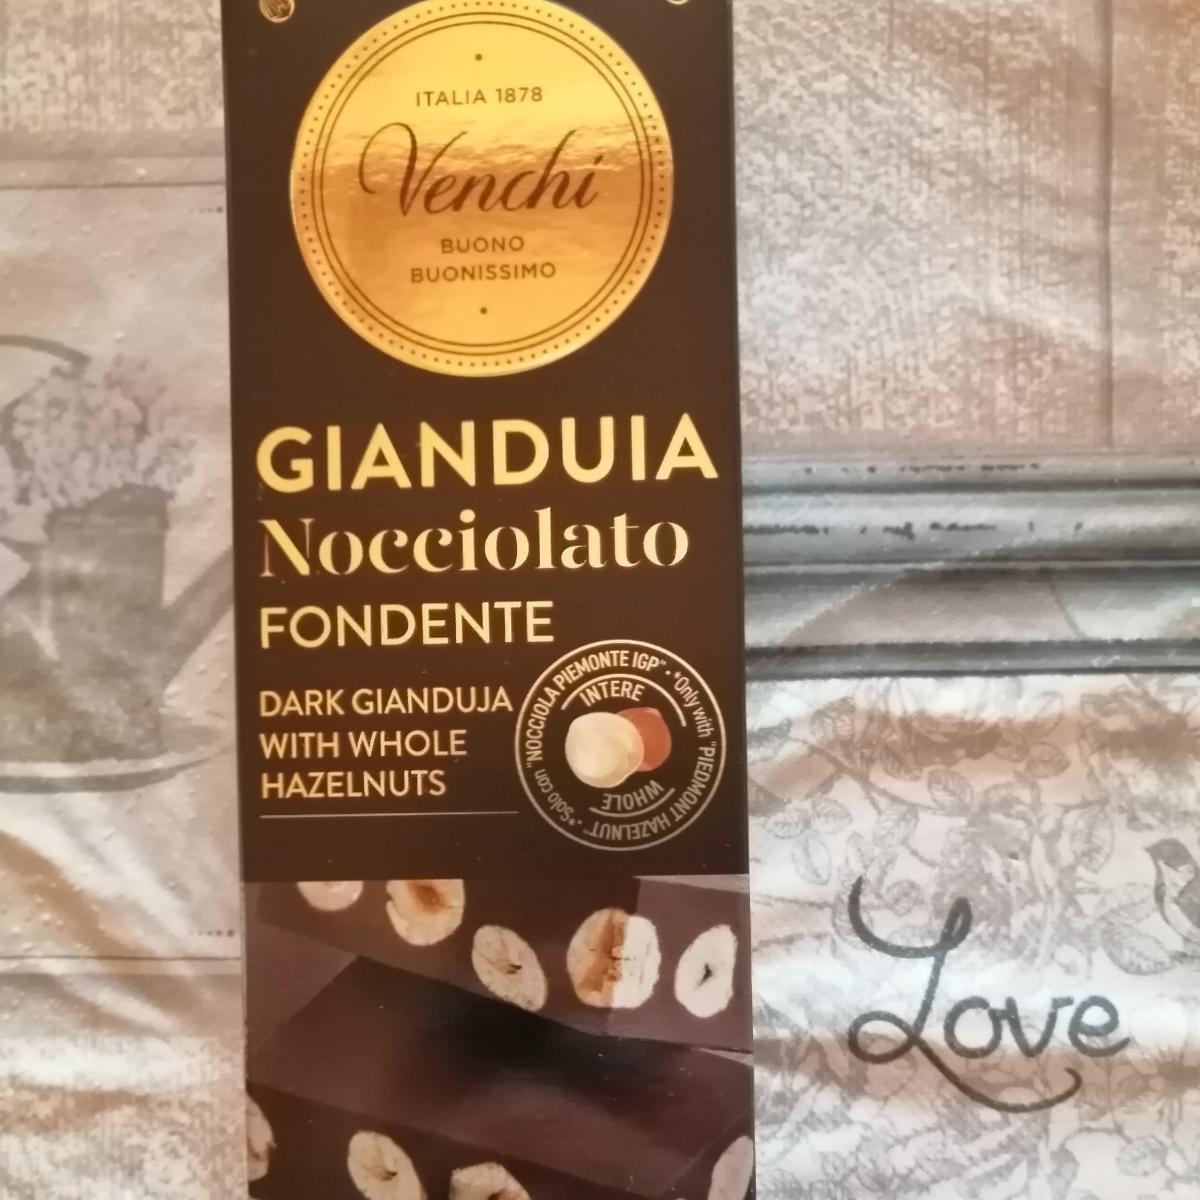 ITALIA 1878
Venchi
BUONO
BUONISSIMO
GIANDUIA
Nocciolato
FONDENTE
DARK GIANDUJA
WITH WHOLE
HAZELNUTS
*Solo con "NOCCIOLA PIEMONTE IGP" • *Only with "PIEDMONT HAZELNUT" •
INTERE
WHOLE
Love